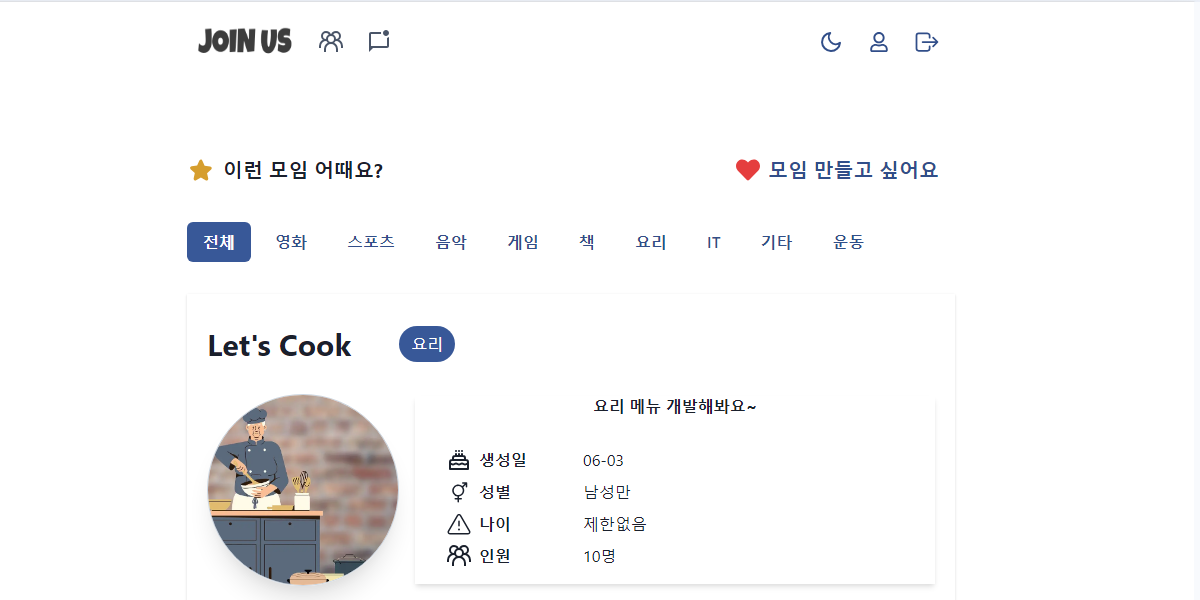 JOIN US
이런 모임 어때요?
모임 만들고 싶어요
전체 영화 스포츠 음악 게임 책 요리 IT 기타 운동
Let's Cook 요리
요리 메뉴 개발해봐요~
생성일 06-03
성별 남성만
나이 제한없음
인원 10명